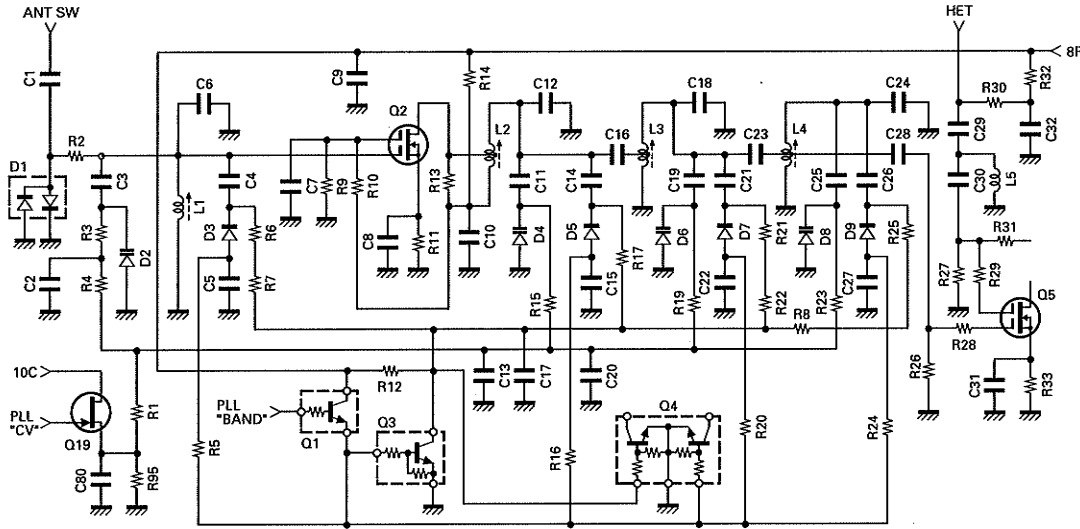 ANT SW
HET
8R
C1
C6
C9
R14
Q2
C12
L2
C18
L3
C24
C28
L4
R30
R32
C29
C32
C16
C23
R2
D1
C3
C4
L1
C7
R9
R10
R13
C11
C14
C19
C21
C25
C26
C30
L5
R3
D2
D3
R6
C8
R11
C10
D4
D5
R17
D6
D7
R21
D8
D9
R25
R31
C2
R4
C5
R7
R15
C15
R19
C22
R22
R23
C27
R27
R29
Q5
R8
R28
10C
PLL
"CV"
Q19
R1
R12
C13
C17
C20
R26
C31
R33
PLL
"BAND"
Q1
Q3
Q4
R5
R16
R20
R24
C80
R95